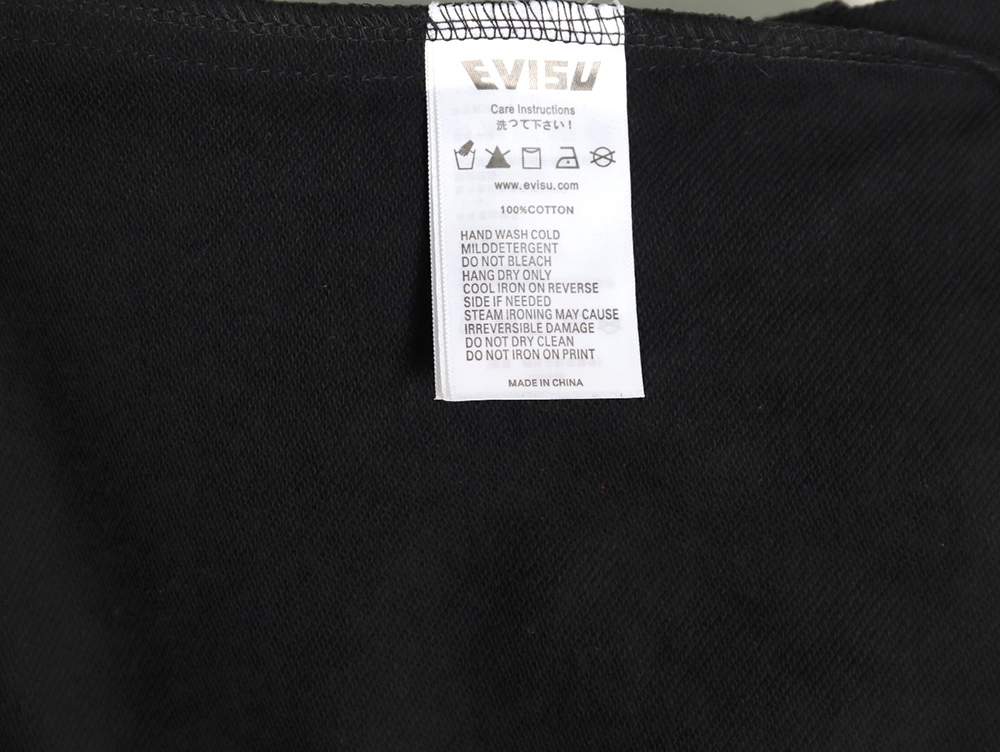 EVISU
Care Instructions
洗つて下さい!
www.evisu.com
100%COTTON
HAND WASH COLD
MILDDETERGENT
DO NOT BLEACH
HANG DRY ONLY
COOL IRON ON REVERSE
SIDE IF NEEDED
STEAM IRONING MAY CAUSE
IRREVERSIBLE DAMAGE
DO NOT DRY CLEAN
DO NOT IRON ON PRINT
MADE IN CHINA